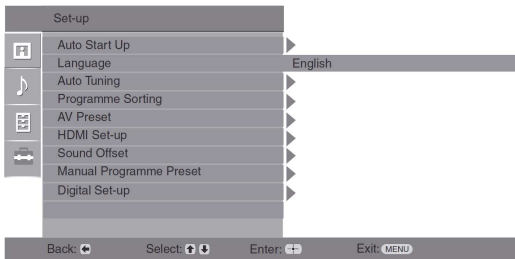 Set-up
Auto Start Up
Language English
Auto Tuning
Programme Sorting
AV Preset
HDMI Set-up
Sound Offset
Manual Programme Preset
Digital Set-up
Back: Select: Enter: Exit: MENU